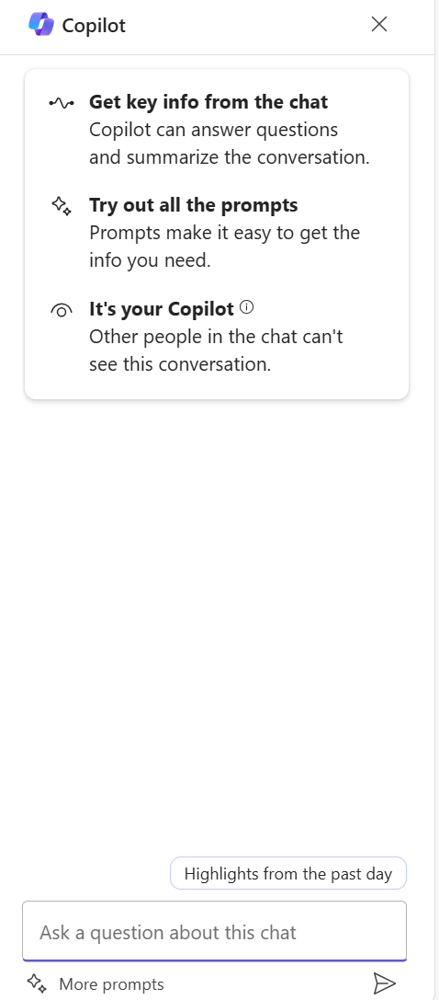 Copilot
Get key info from the chat
Copilot can answer questions
and summarize the conversation.
Try out all the prompts
Prompts make it easy to get the
info you need.
It's your Copilot
Other people in the chat can't
see this conversation.
Highlights from the past day
Ask a question about this chat
More prompts